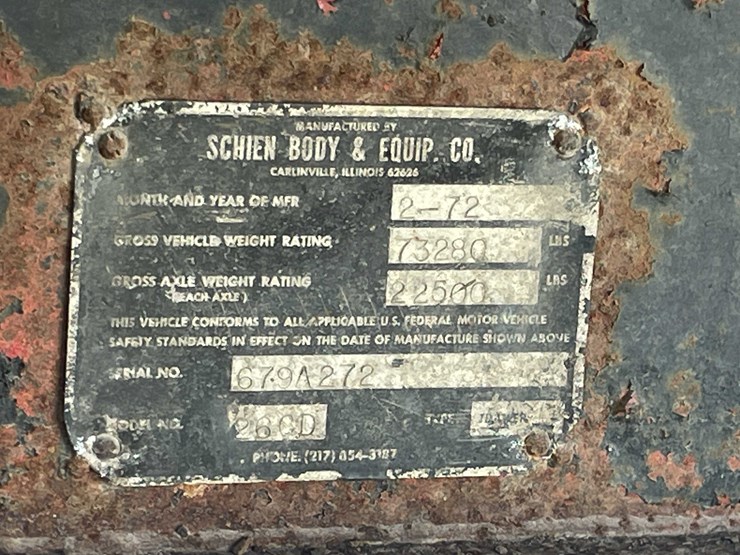 MANUFACTURED BY
SCHIEN BODY & EQUIP. CO.
CARLINVILLE, ILLINOIS 62626
MONTH AND YEAR OF MFR 2-72
GROSS VEHICLE WEIGHT RATING 73280 LBS
GROSS AXLE WEIGHT RATING 22500 LBS
(EACH AXLE)
THIS VEHICLE CONFORMS TO ALL APPLICABLE U.S. FEDERAL MOTOR VEHICLE
SAFETY STANDARDS IN EFFECT ON THE DATE OF MANUFACTURE SHOWN ABOVE
SERIAL NO. 679A272
MODEL NO. TYPE
PHONE: (217) 854-3187